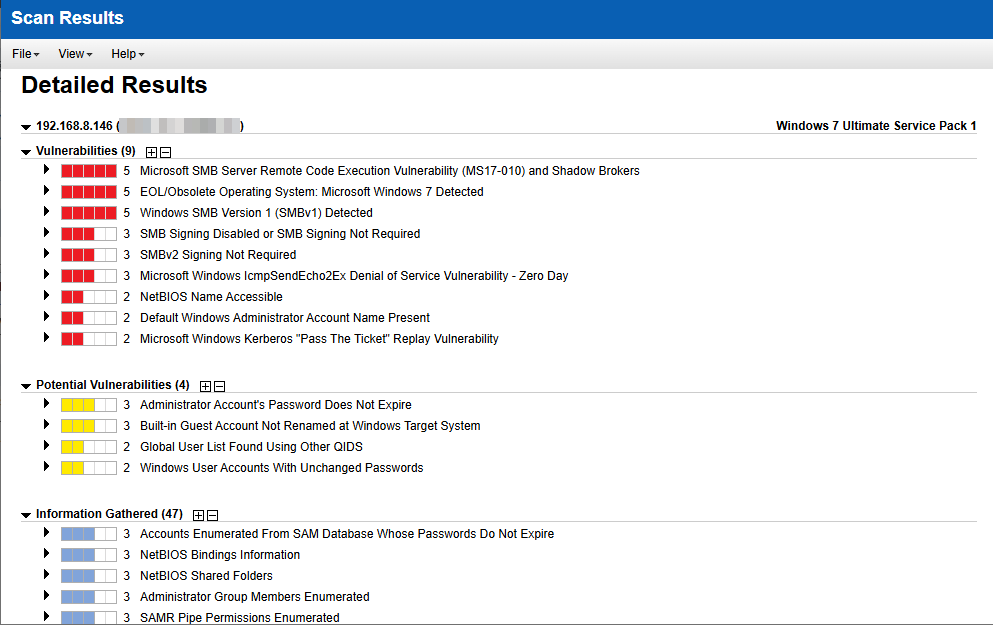 Scan Results
File View Help
Detailed Results
192.168.8.146 ( ) Windows 7 Ultimate Service Pack 1
Vulnerabilities (9)
5 Microsoft SMB Server Remote Code Execution Vulnerability (MS17-010) and Shadow Brokers
5 EOL/Obsolete Operating System: Microsoft Windows 7 Detected
5 Windows SMB Version 1 (SMBv1) Detected
3 SMB Signing Disabled or SMB Signing Not Required
3 SMBv2 Signing Not Required
3 Microsoft Windows IcmpSendEcho2Ex Denial of Service Vulnerability - Zero Day
2 NetBIOS Name Accessible
2 Default Windows Administrator Account Name Present
2 Microsoft Windows Kerberos "Pass The Ticket" Replay Vulnerability
Potential Vulnerabilities (4)
3 Administrator Account's Password Does Not Expire
3 Built-in Guest Account Not Renamed at Windows Target System
2 Global User List Found Using Other QIDS
2 Windows User Accounts With Unchanged Passwords
Information Gathered (47)
3 Accounts Enumerated From SAM Database Whose Passwords Do Not Expire
3 NetBIOS Bindings Information
3 NetBIOS Shared Folders
3 Administrator Group Members Enumerated
3 SAMR Pipe Permissions Enumerated